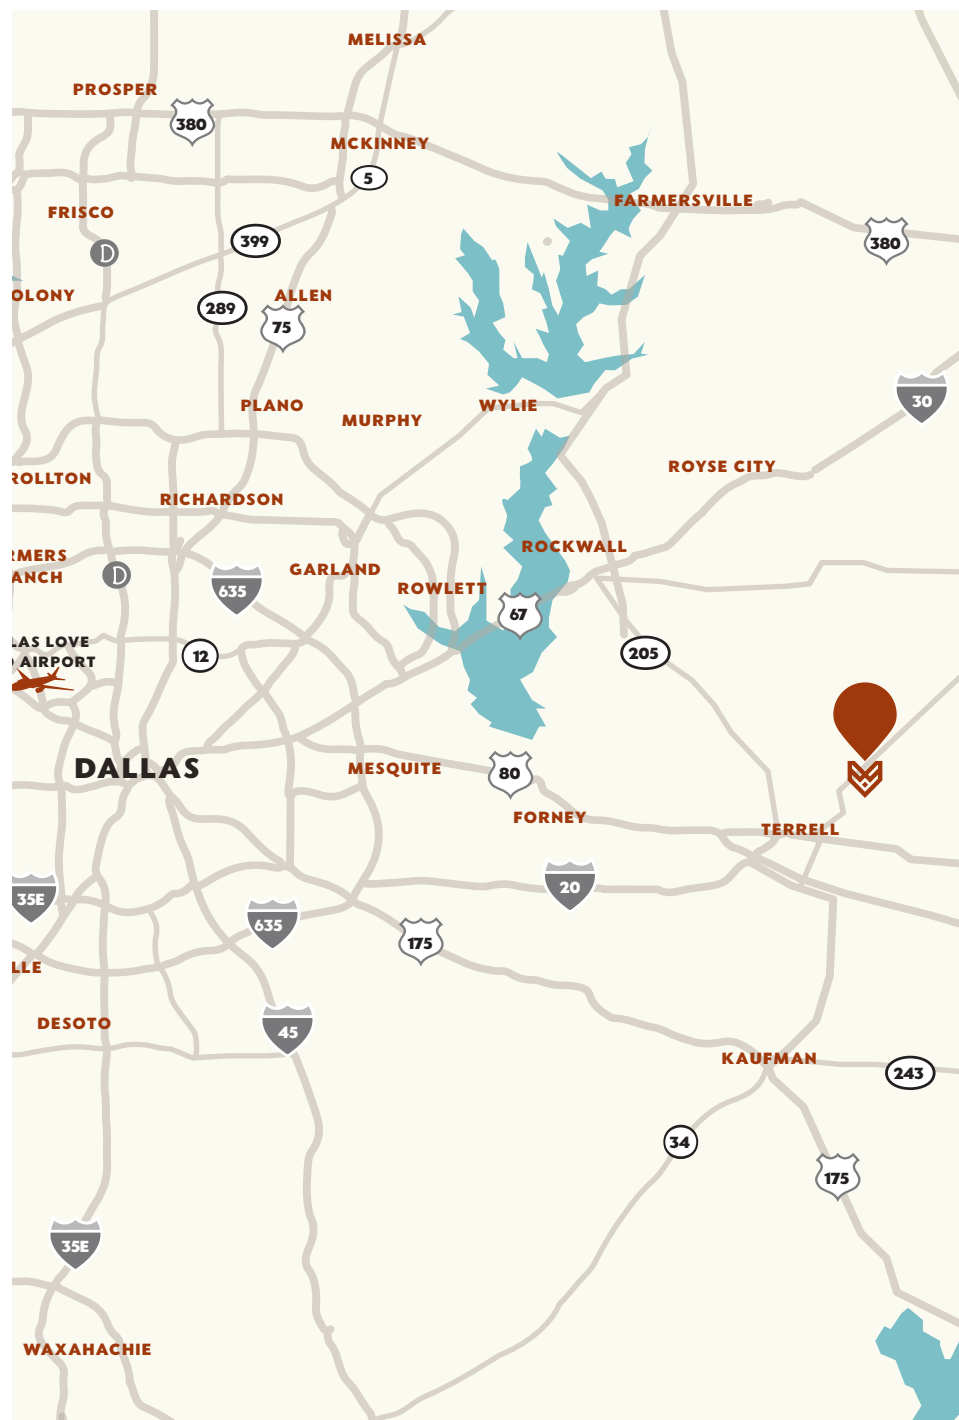 MELISSA
PROSPER
380
MCKINNEY
5
FARMERSVILLE
FRISCO
399
380
D
OLONY
ALLEN
289
75
30
PLANO
WYLIE
MURPHY
ROYSE CITY
ROLLTON
RICHARDSON
ROCKWALL
RMERS
ANCH
GARLAND
D
635
ROWLETT
67
LAS LOVE
AIRPORT
12
205
DALLAS
MESQUITE
80
FORNEY
TERRELL
20
35E
635
175
LLE
DESOTO
45
KAUFMAN
243
34
175
35E
WAXAHACHIE